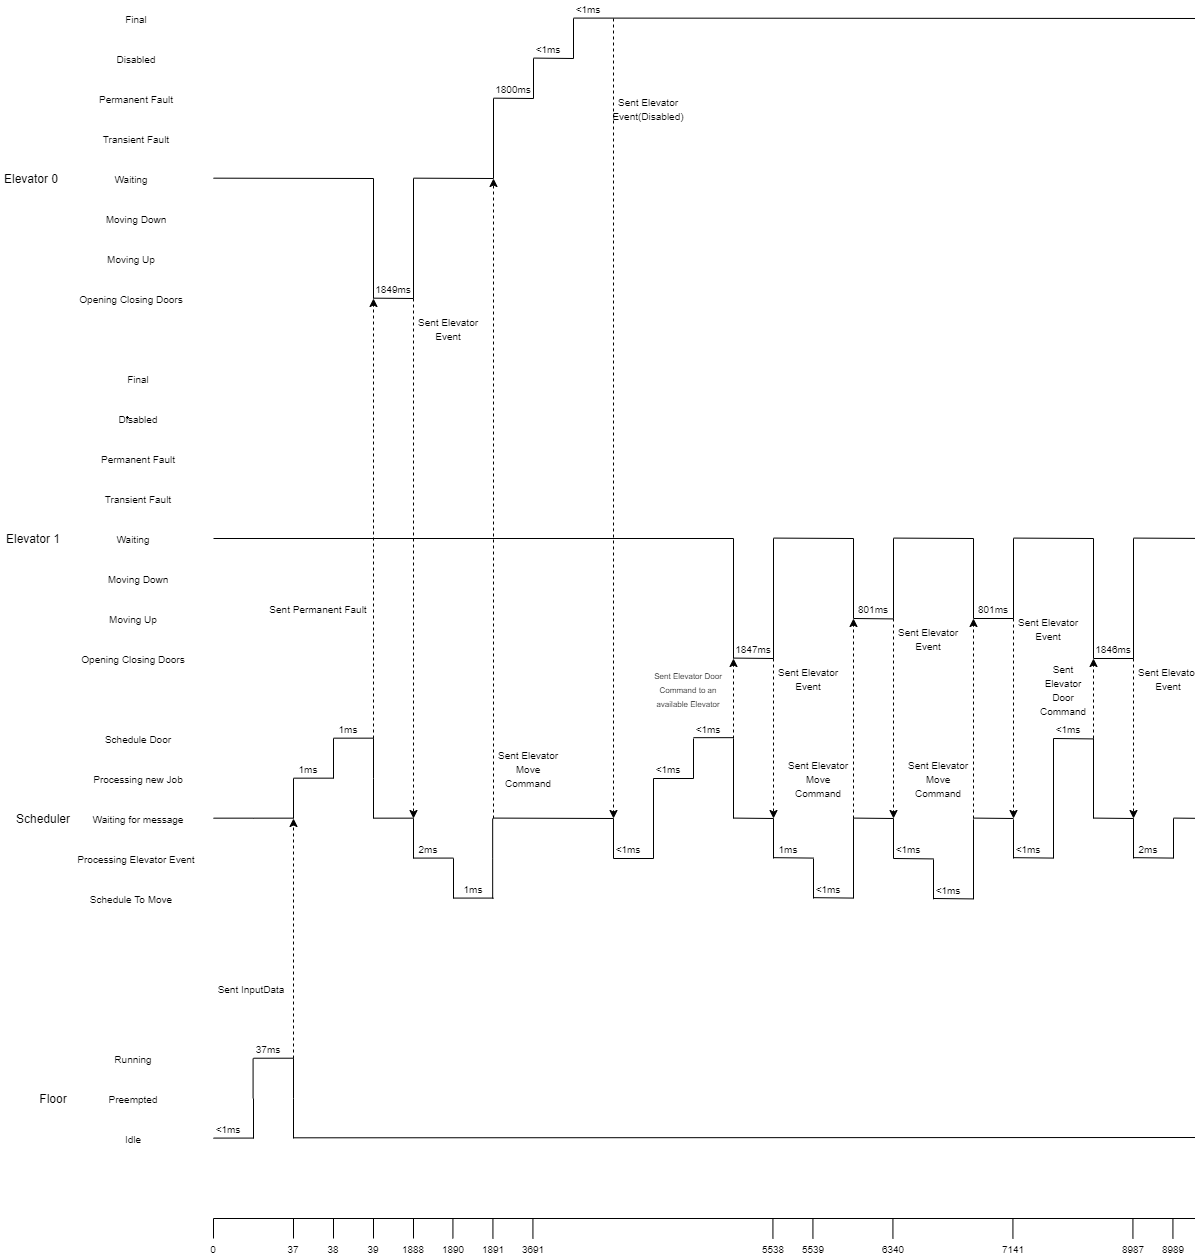 <1ms
Final
<1ms
Disabled
1800ms
Permanent Fault
Sent Elevator
Event(Disabled)
Transient Fault
Elevator 0
Waiting
Moving Down
Moving Up
1849ms
Opening Closing Doors
Sent Elevator
Event
Final
Disabled
Permanent Fault
Transient Fault
Elevator 1
Waiting
Moving Down
Sent Permanent Fault
Moving Up
801ms
801ms
Sent Elevator
Event
Sent Elevator
Event
Opening Closing Doors
1847ms
1846ms
Sent Elevator Door
Command to an
available Elevator
Sent Elevator
Event
Sent
Elevator
Door
Command
Sent Elevator
Event
Schedule Door
1ms
<1ms
<1ms
Processing new Job
1ms
Sent Elevator
Move
Command
<1ms
Sent Elevator
Move
Command
Sent Elevator
Move
Command
Scheduler
Waiting for message
Processing Elevator Event
2ms
<1ms
1ms
<1ms
<1ms
2ms
Schedule To Move
1ms
<1ms
<1ms
Sent InputData
Running
37ms
Floor
Preempted
Idle
<1ms
0
37
38
39
1888
1890
1891
3691
5538
5539
6340
7141
8987
8989